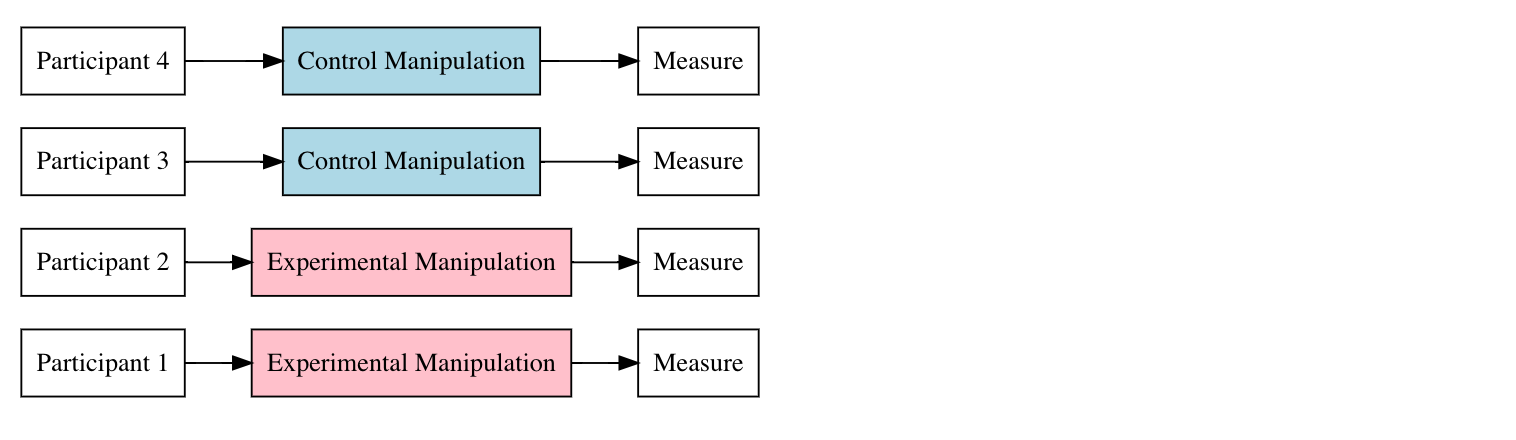 Participant 4 Control Manipulation Measure
Participant 3 Control Manipulation Measure
Participant 2 Experimental Manipulation Measure
Participant 1 Experimental Manipulation Measure